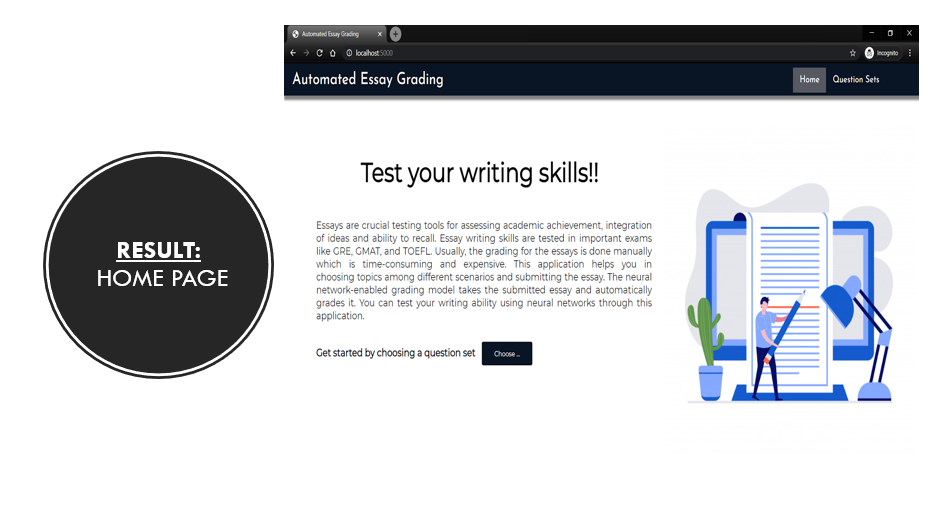 Automated Essay Grading
localhost:5000
Incognito
Automated Essay Grading
Home
Question Sets
RESULT:
HOME PAGE
Test your writing skills!!
Essays are crucial testing tools for assessing academic achievement, integration
of ideas and ability to recall. Essay writing skills are tested in important exams
like GRE, GMAT, and TOEFL. Usually, the grading for the essays is done manually
which is time-consuming and expensive. This application helps you in
choosing topics among different scenarios and submitting the essay. The neural
network-enabled grading model takes the submitted essay and automatically
grades it. You can test your writing ability using neural networks through this
application.
Get started by choosing a question set
Choose ...